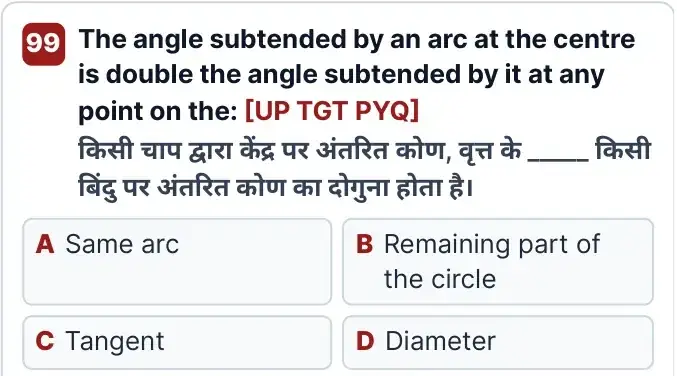 99 The angle subtended by an arc at the centre
is double the angle subtended by it at any
point on the: [UP TGT PYQ]
किसी चाप द्वारा केंद्र पर अंतरित कोण, वृत्त के _____ किसी
बिंदु पर अंतरित कोण का दोगुना होता है।
A Same arc
B Remaining part of
the circle
C Tangent
D Diameter